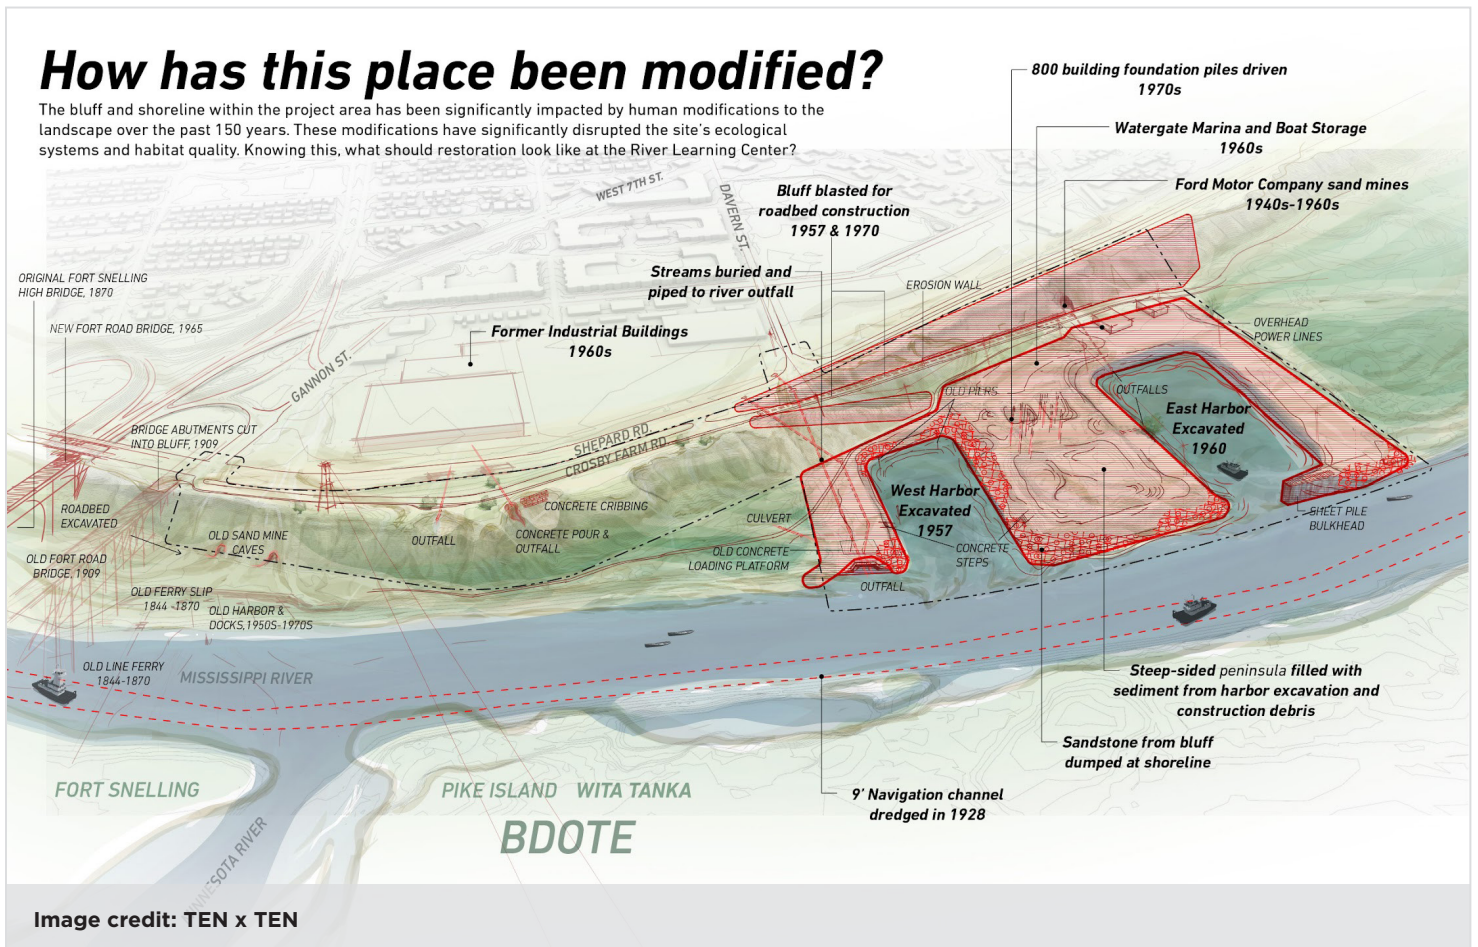 How has this place been modified?
The bluff and shoreline within the project area has been significantly impacted by human modifications to the
landscape over the past 150 years. These modifications have significantly disrupted the site's ecological
systems and habitat quality. Knowing this, what should restoration look like at the River Learning Center?
800 building foundation piles driven
1970s
Watergate Marina and Boat Storage
1960s
Ford Motor Company sand mines
1940s-1960s
WEST 7TH ST.
DAVERN ST.
Bluff blasted for
roadbed construction
1957 & 1970
Streams buried and
piped to river outfall
EROSION WALL
ORIGINAL FORT SNELLING
HIGH BRIDGE, 1870
NEW FORT ROAD BRIDGE, 1965
Former Industrial Buildings
1960s
OVERHEAD
POWER LINES
GANNON ST.
OLD PIERS
OUTFALLS
East Harbor
Excavated
1960
BRIDGE ABUTMENTS CUT
INTO BLUFF, 1909
SHEPARD RD.
CROSBY FARM RD.
West Harbor
Excavated
1957
ROADBED
EXCAVATED
CONCRETE CRIBBING
CULVERT
SHEET PILE
BULKHEAD
OLD SAND MINE
CAVES
OUTFALL
CONCRETE POUR &
OUTFALL
OLD CONCRETE
LOADING PLATFORM
CONCRETE
STEPS
OLD FORT ROAD
BRIDGE, 1909
OUTFALL
OLD FERRY SLIP
1844 -1870
OLD HARBOR &
DOCKS,1950S-1970S
OLD LINE FERRY
1844-1870
MISSISSIPPI RIVER
Steep-sided peninsula filled with
sediment from harbor excavation and
construction debris
Sandstone from bluff
dumped at shoreline
FORT SNELLING
PIKE ISLAND WITA TANKA
BDOTE
9' Navigation channel
dredged in 1928
NNESOTA RIVER
Image credit: TEN x TEN